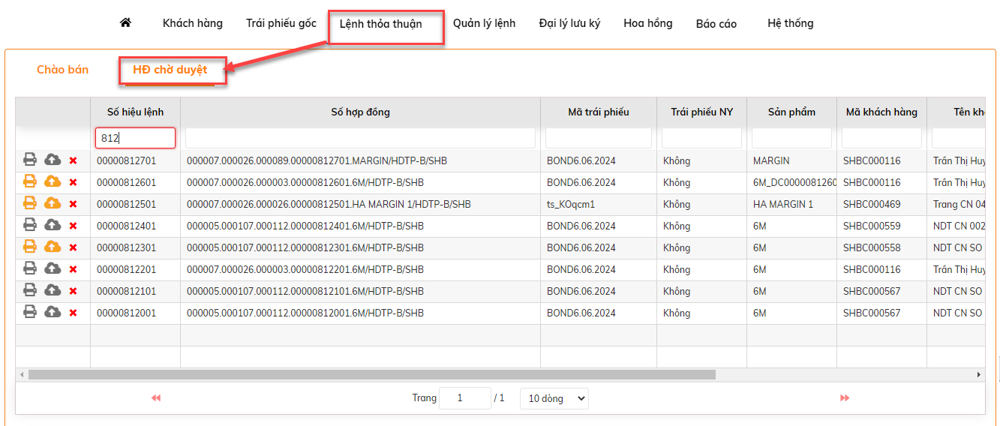 Khách hàng Trái phiếu gốc Lệnh thỏa thuận Quản lý lệnh Đại lý lưu ký Hoa hồng Báo cáo Hệ thống
Chào bán HĐ chờ duyệt
Số hiệu lệnh Số hợp đồng Mã trái phiếu Trái phiếu NY Sản phẩm Mã khách hàng Tên kh
812
00000812701 000007.000026.000089.00000812701.MARGIN/HDTP-B/SHB BOND6.06.2024 Không MARGIN SHBC000116 Trần Thị Huy
00000812601 000007.000026.000003.00000812601.6M/HDTP-B/SHB BOND6.06.2024 Không 6M_DC0000081260 SHBC000116 Trần Thị Huy
00000812501 000007.000026.000026.00000812501.HA MARGIN 1/HDTP-B/SHB ts_KOqcm1 Không HA MARGIN 1 SHBC000469 Trang CN 04
00000812401 000005.000107.000112.00000812401.6M/HDTP-B/SHB BOND6.06.2024 Không 6M SHBC000559 NDT CN 002
00000812301 000005.000107.000112.00000812301.6M/HDTP-B/SHB BOND6.06.2024 Không 6M SHBC000558 NDT CN SO
00000812201 000007.000026.000003.00000812201.6M/HDTP-B/SHB BOND6.06.2024 Không 6M SHBC000116 Trần Thị Huy
00000812101 000005.000107.000112.00000812101.6M/HDTP-B/SHB BOND6.06.2024 Không 6M SHBC000567 NDT CN SO
00000812001 000005.000107.000112.00000812001.6M/HDTP-B/SHB BOND6.06.2024 Không 6M SHBC000567 NDT CN SO
Trang 1 / 1 10 dòng